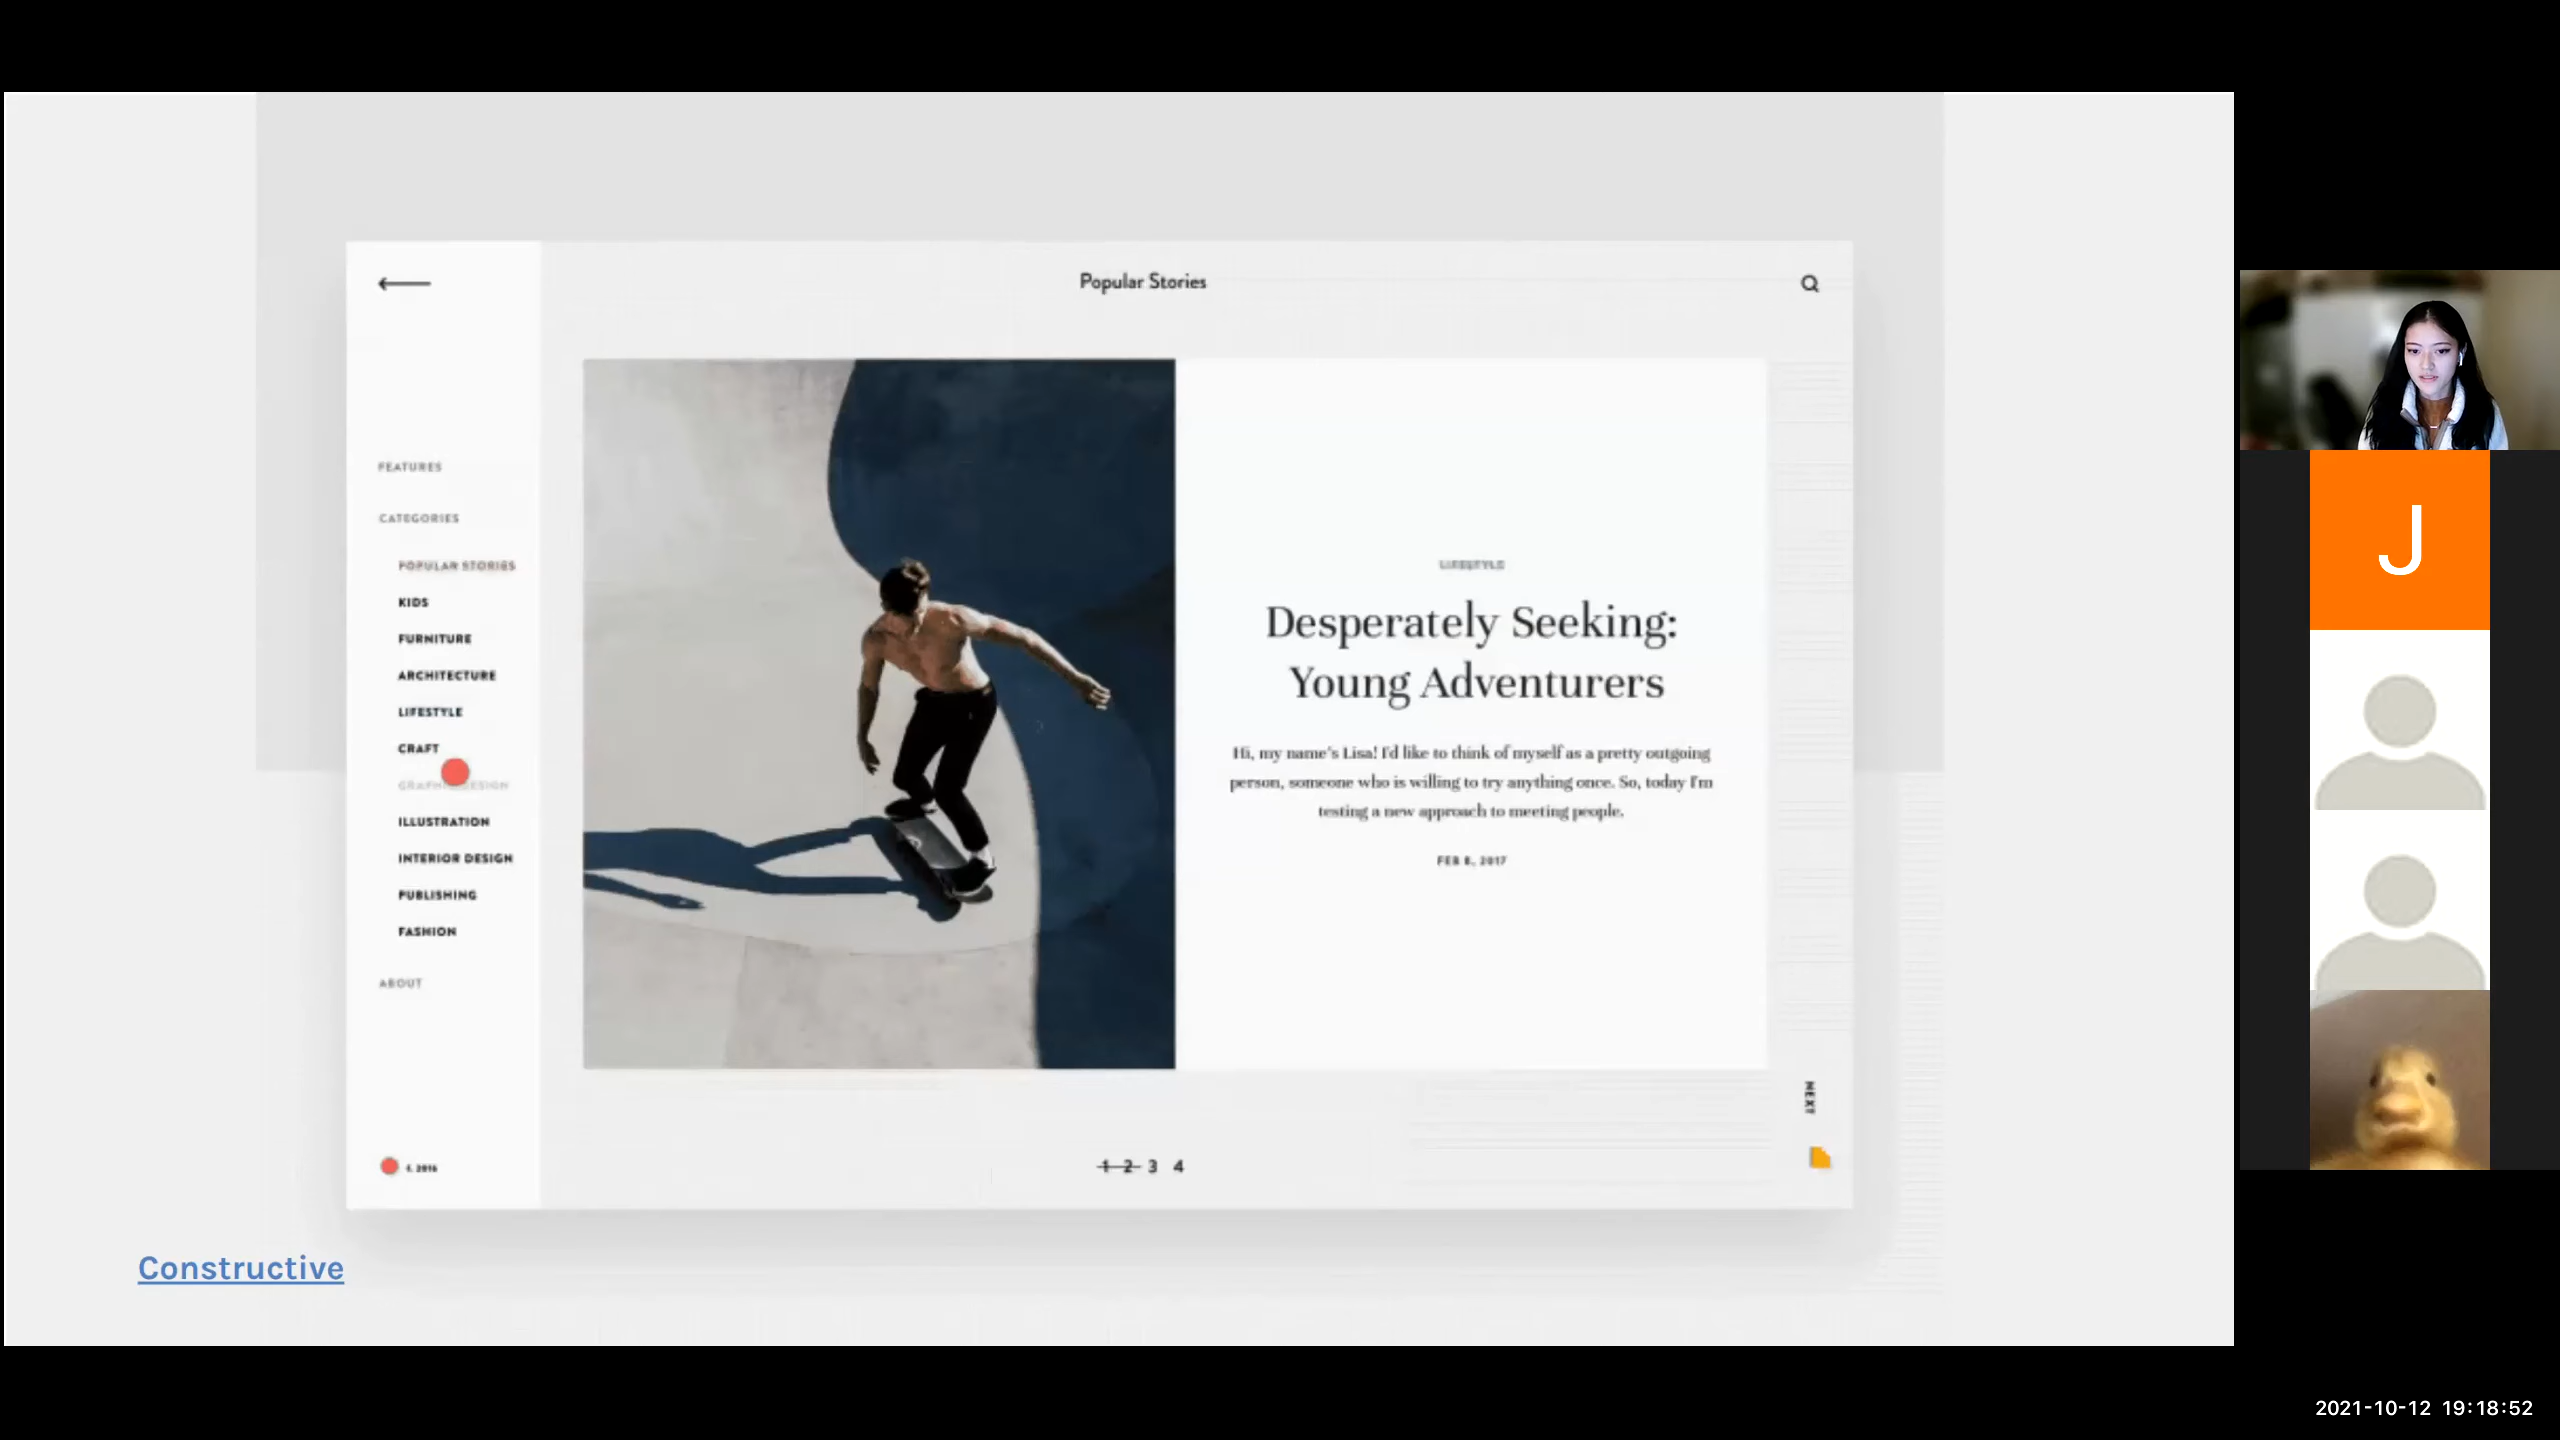 Popular Stories
FEATURES
CATEGORIES
POPULAR STORIES
KIDS
FURNITURE
ARCHITECTURE
LIFESTYLE
CRAFT
GRAPHIC DESIGN
ILLUSTRATION
INTERIOR DESIGN
PUBLISHING
FASHION
ABOUT
LIFESTYLE
Desperately Seeking:
Young Adventurers
Hi, my name's Lisa! I'd like to think of myself as a pretty outgoing
person, someone who is willing to try anything once. So, today I'm
testing a new approach to meeting people.
FEB 8, 2017
NEXT
1 2 3 4
2016
Constructive
J
2021-10-12 19:18:52